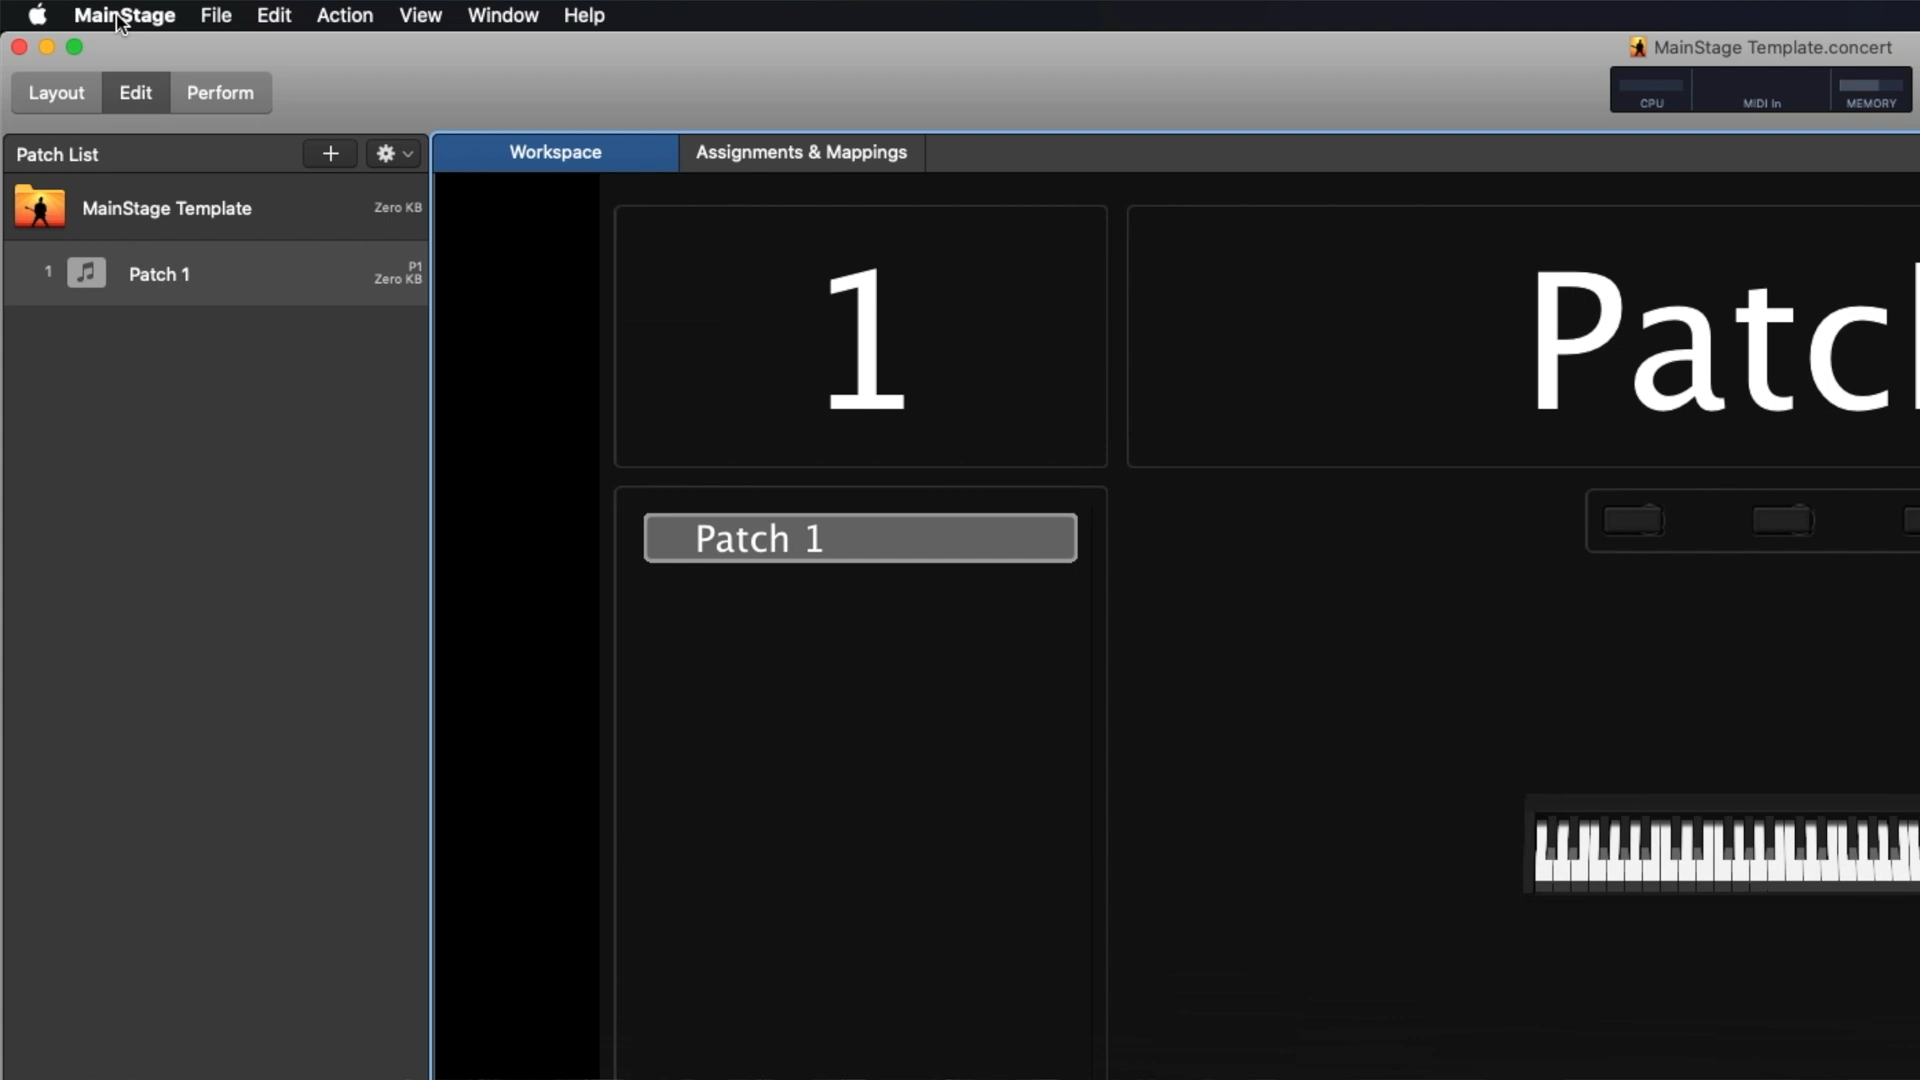 MainStage File Edit Action View Window Help
MainStage Template.concert
Layout Edit Perform
CPU MIDI In MEMORY
Patch List
Workspace Assignments & Mappings
MainStage Template Zero KB
1 Patch 1 P1
Zero KB
1
Patch 1